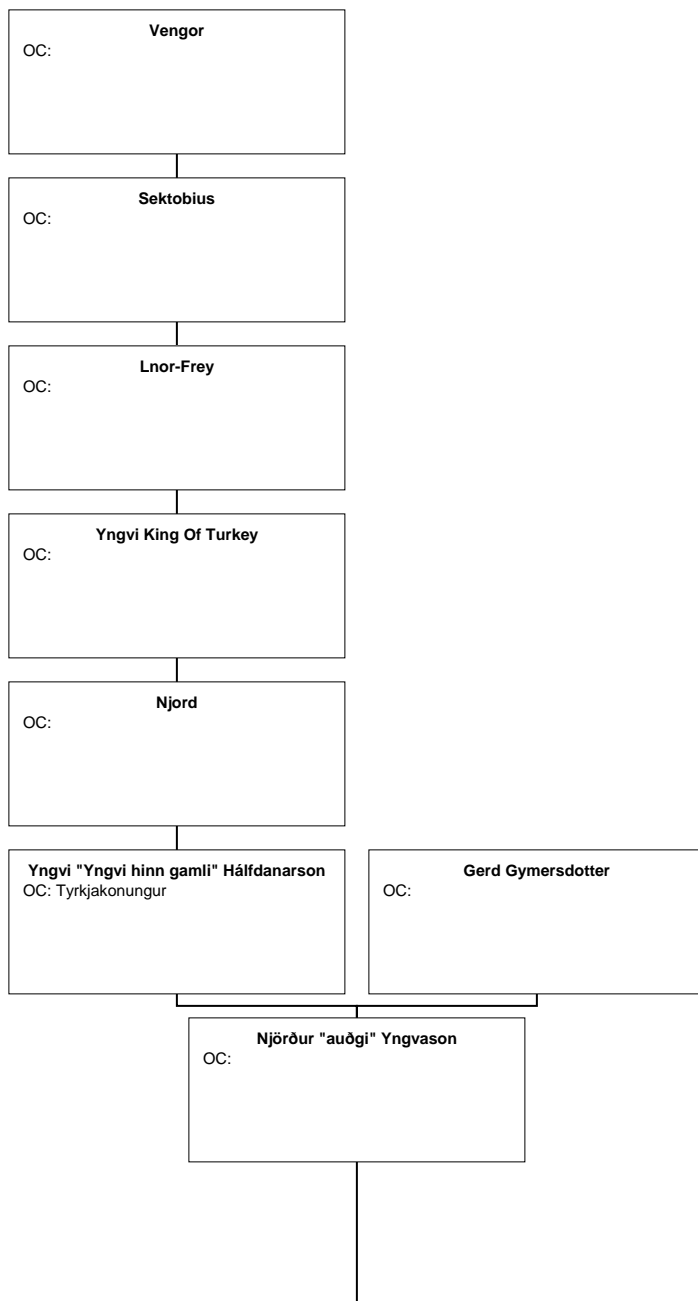 Vengor
OC:
Sektobius
OC:
Lnor-Frey
OC:
Yngvi King Of Turkey
OC:
Njord
OC:
Yngvi "Yngvi hinn gamli" Hálfdanarson
OC: Tyrkjakonungur
Gerd Gymersdotter
OC:
Njörður "auðgi" Yngvason
OC: